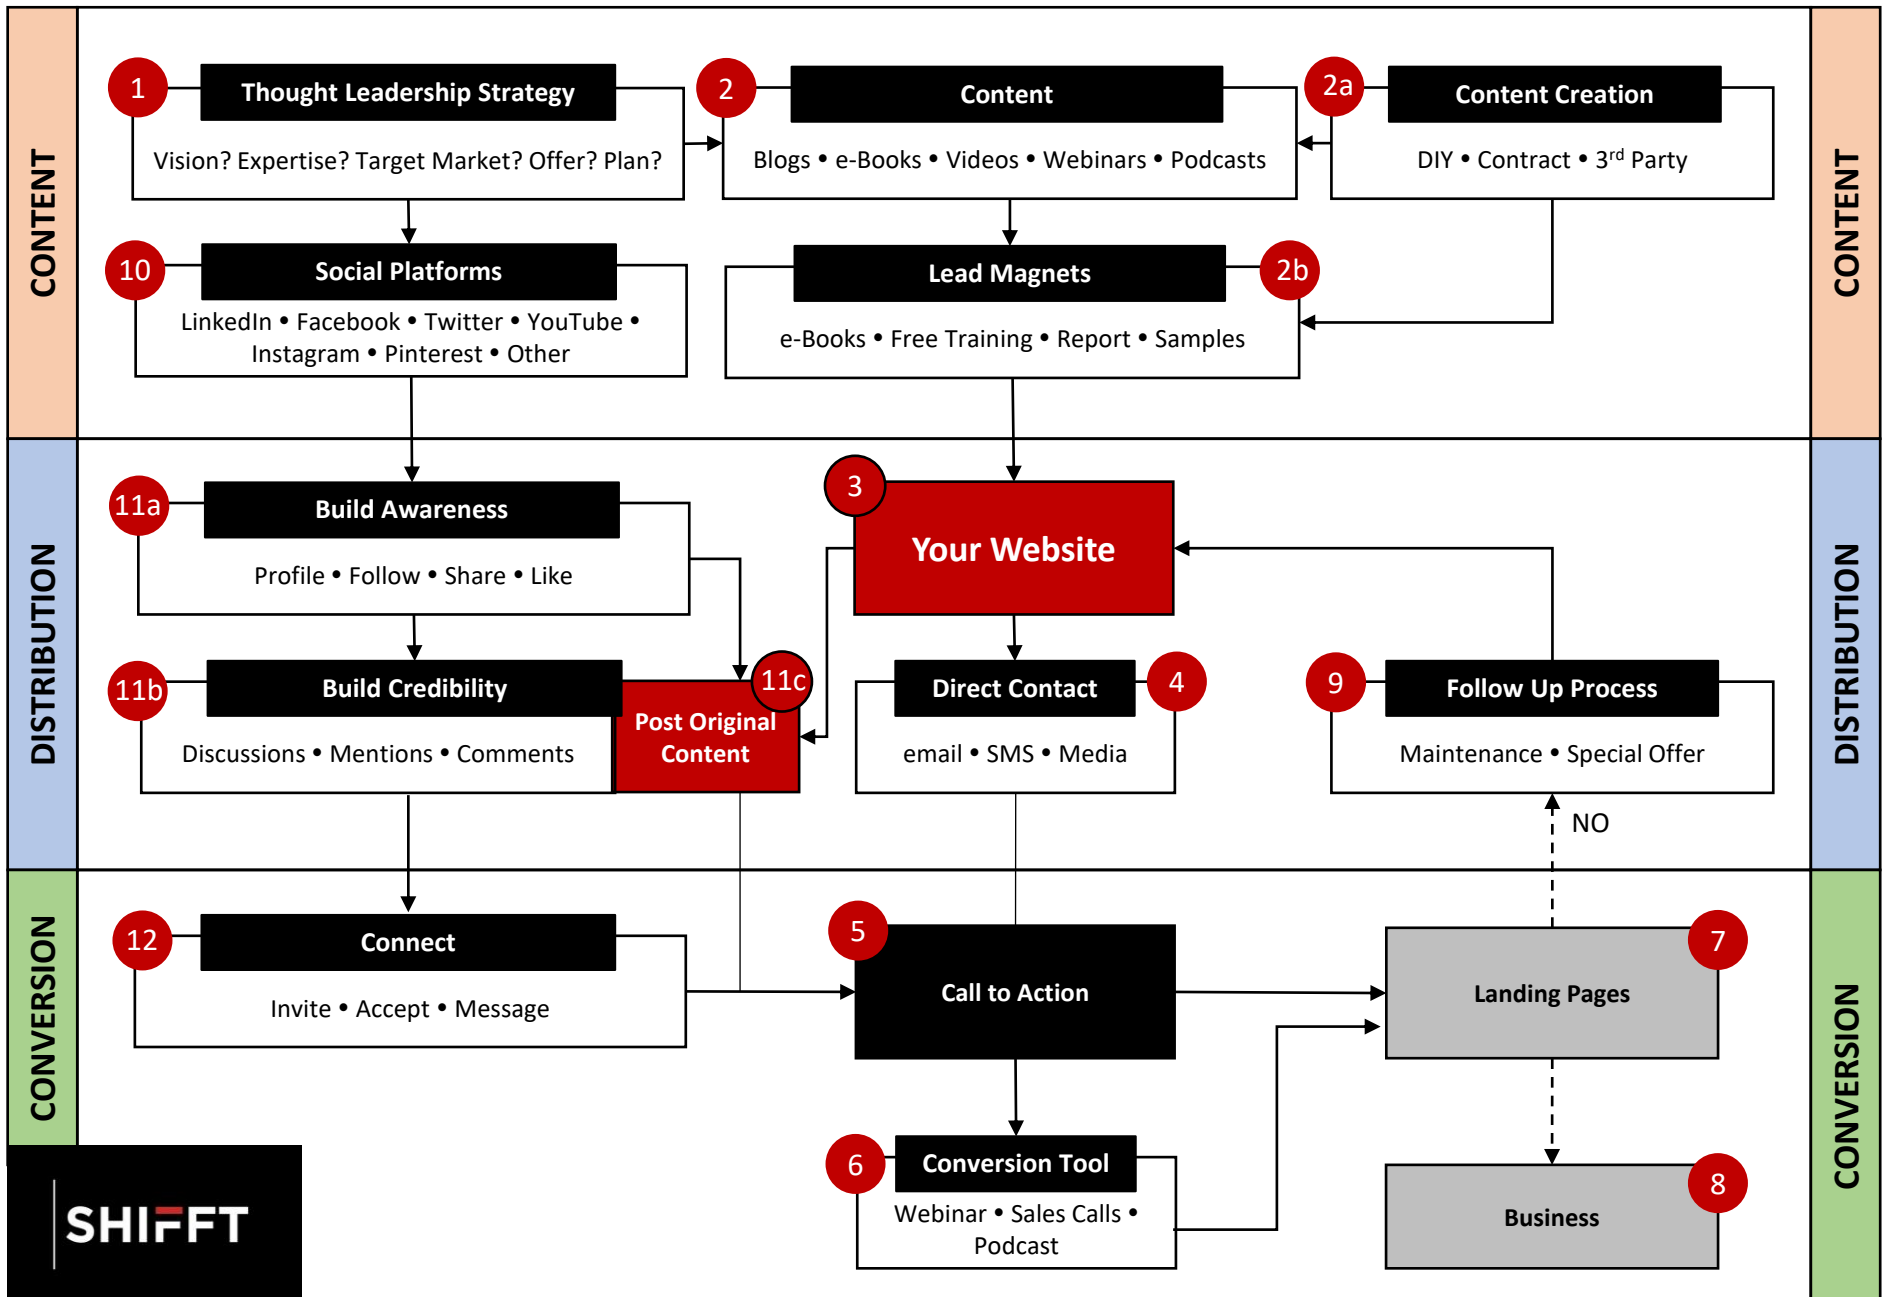 CONTENT
CONTENT
1
Thought Leadership Strategy
Vision? Expertise? Target Market? Offer? Plan?
2
Content
Blogs • e-Books • Videos • Webinars • Podcasts
2a
Content Creation
DIY • Contract • 3rd Party
10
Social Platforms
LinkedIn • Facebook • Twitter • YouTube •
Instagram • Pinterest • Other
Lead Magnets
2b
e-Books • Free Training • Report • Samples
DISTRIBUTION
DISTRIBUTION
11a
Build Awareness
Profile • Follow • Share • Like
3
Your Website
11b
Build Credibility
Discussions • Mentions • Comments
11c
Post Original
Content
Direct Contact
4
email • SMS • Media
9
Follow Up Process
Maintenance • Special Offer
NO
CONVERSION
CONVERSION
12
Connect
Invite • Accept • Message
5
Call to Action
7
Landing Pages
6
Conversion Tool
Webinar • Sales Calls •
Podcast
8
Business
SHIFFT